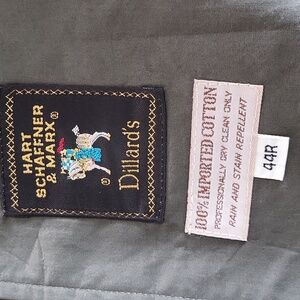 HART
SCHAFFNER
& MARX®
®
Dillard's
100% IMPORTED COTTON
PROFESSIONALLY DRY CLEAN ONLY
RAIN AND STAIN REPELLENT
44R